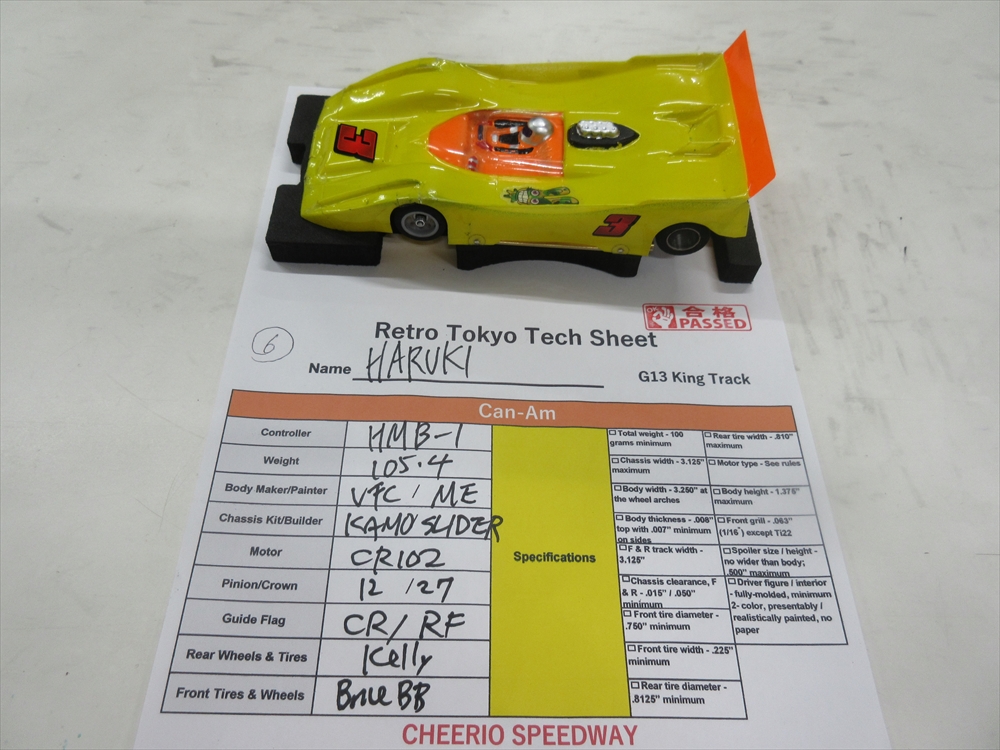 3
3
合格
PASSED
6
Retro Tokyo Tech Sheet
Name HARUKI
G13 King Track
Can-Am
Controller HMB-1
Weight 105.4
Body Maker/Painter VFC / ME
Chassis Kit/Builder KAMO SLIDER
Motor CR102
Pinion/Crown 12 / 27
Guide Flag CR/RF
Rear Wheels & Tires Kelly
Front Tires & Wheels BB
Specifications
☐ Total weight - 100
grams minimum
☐ Chassis width - 3.125"
maximum
☐ Body width - 3.250" at
the wheel arches
☐ Body thickness - .008"
top with .007" minimum
on sides
☐ F & R track width -
3.125"
☐ Chassis clearance, F
& R - .015" / .050"
minimum
☐ Front tire diameter -
.750" minimum
☐ Front tire width - .225"
minimum
☐ Rear tire diameter -
.8125" minimum
☐ Rear tire width - .810"
maximum
☐ Motor type - See rules
☐ Body height - 1.375"
maximum
☐ Front grill - .063"
(1/16") except Ti22
☐ Spoiler size / height -
no wider than body;
.500" maximum
☐ Driver figure / interior
- fully-molded, minimum
2- color, presentably /
realistically painted, no
paper
CHEERIO SPEEDWAY